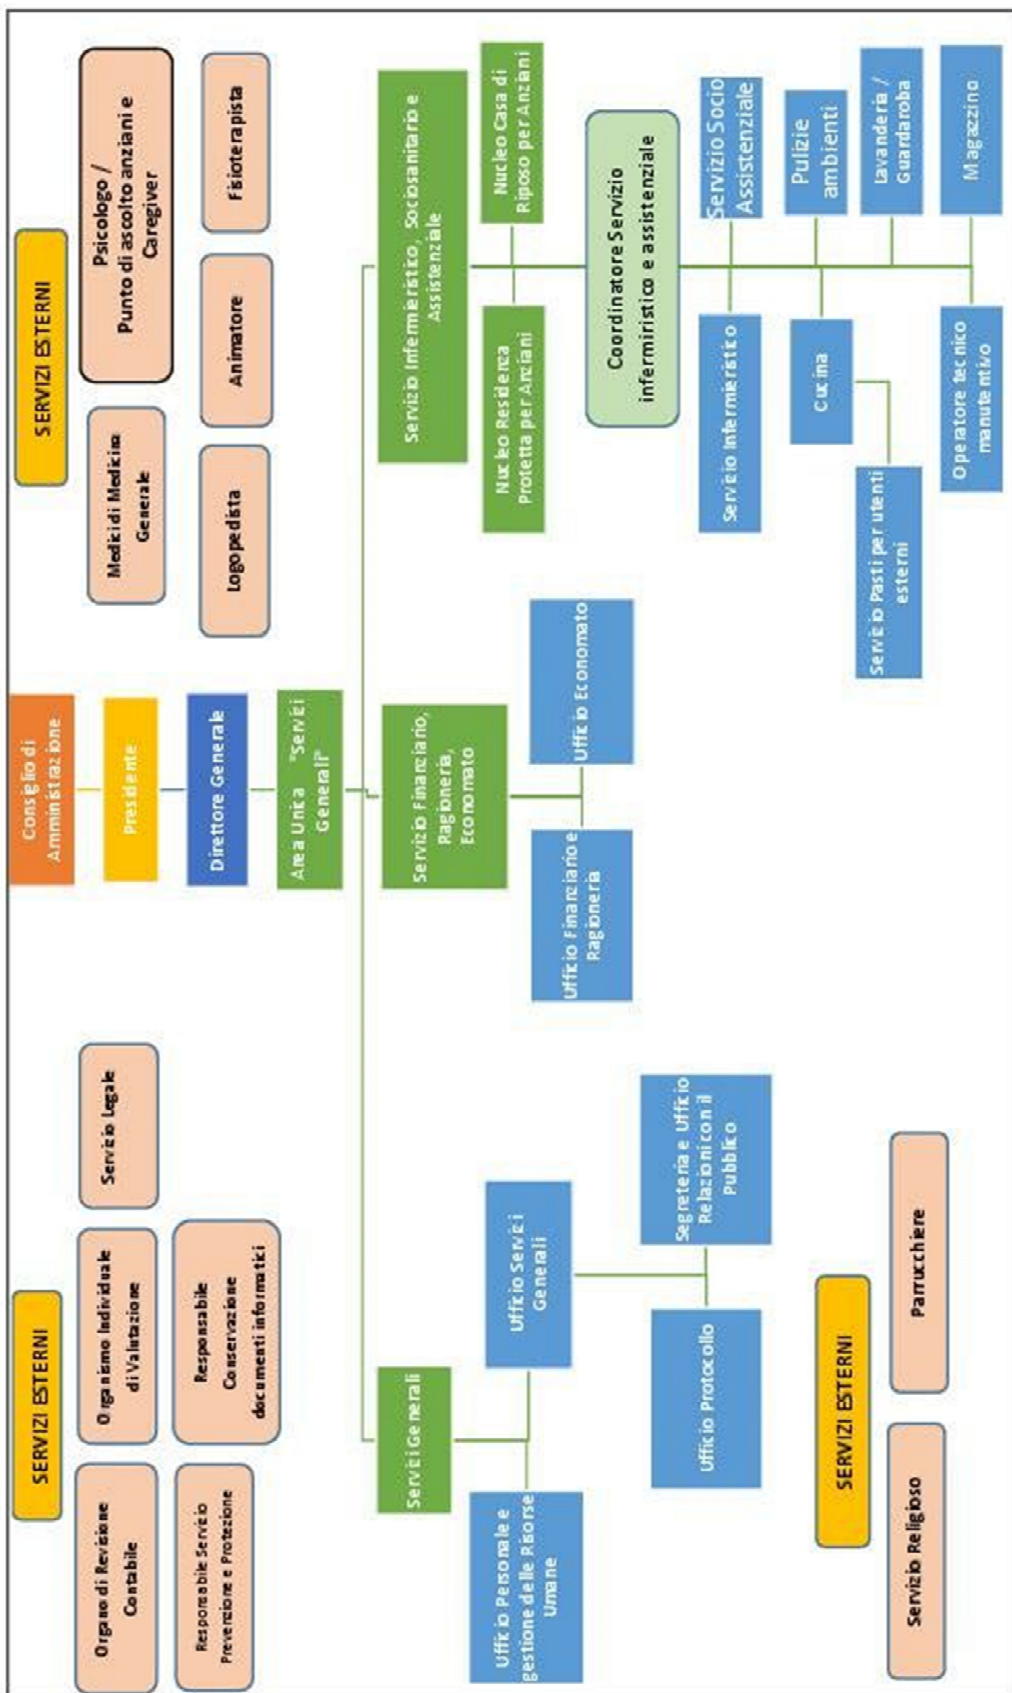 SERVIZI ESTERNI
Organo di Revisione
Contabile
Organismo Individuale
di Valutazione
Servizio Legale
Responsabile Servizio
Prevenzione e Protezione
Responsabile
Conservazione
documenti informatici
Consiglio di
Amministrazione
Presidente
Direttore Generale
Area Unica "Servizi
Generali"
SERVIZI ESTERNI
Medici di Medicina
Generale
Psicologo /
Punto di ascolto anziani e
Caregiver
Logopedista
Animatore
Fisioterapista
Servizi Generali
Ufficio Personale e
gestione delle Risorse
Umane
Ufficio Servizi
Generali
Ufficio Protocollo
Segreteria e Ufficio
Relazioni con il
Pubblico
Servizio Finanziario,
Ragioneria,
Economato
Ufficio Finanziario e
Ragioneria
Ufficio Economato
Servizio Infermieristico, Sociosanitario e
Assistenziale
Nucleo Residenza
Protetta per Anziani
Nucleo Casa di
Riposo per Anziani
Coordinatore Servizio
infermiristico e assistenziale
Servizio Infermieristico
Servizio Socio
Assistenziale
Cucina
Pulizie
ambienti
Servizio Pasti per utenti
esterni
Lavanderia /
Guardaroba
Operatore tecnico
manutentivo
Magazzino
SERVIZI ESTERNI
Servizio Religioso
Parrucchiere